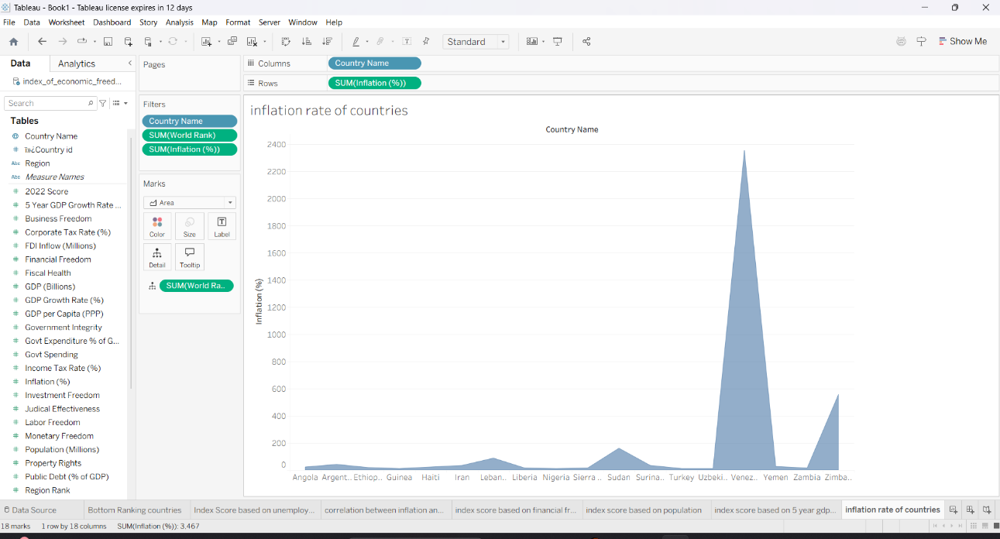 Tableau - Book1 - Tableau license expires in 12 days
File Data Worksheet Dashboard Story Analysis Map Format Server Window Help
Standard
Show Me
Data Analytics
index_of_economic_freed...
Search
Tables
Country Name
ï»¿Country id
Abc Region
Abc Measure Names
2022 Score
5 Year GDP Growth Rate ...
Business Freedom
Corporate Tax Rate (%)
FDI Inflow (Millions)
Financial Freedom
Fiscal Health
GDP (Billions)
GDP Growth Rate (%)
GDP per Capita (PPP)
Government Integrity
Govt Expenditure % of G...
Govt Spending
Income Tax Rate (%)
Inflation (%)
Investment Freedom
Judical Effectiveness
Labor Freedom
Monetary Freedom
Population (Millions)
Property Rights
Public Debt (% of GDP)
Region Rank
Pages
Filters
Country Name
SUM(World Rank)
SUM(Inflation (%))
Marks
Area
Color Size Label
Detail Tooltip
SUM(World Ra..
Columns Country Name
Rows SUM(Inflation (%))
inflation rate of countries
Country Name
2400
2200
2000
1800
1600
1400
1200
1000
800
600
400
200
0
Inflation (%)
Angola Argent.. Ethiop.. Guinea Haiti Iran Leban.. Liberia Nigeria Sierra .. Sudan Surina.. Turkey Uzbeki.. Venez.. Yemen Zambia Zimba..
Data Source Bottom Ranking countries Index Score based on unemploy... correlation between inflation an... index score based on financial fr... index score based on population index score based on 5 year gdp... inflation rate of countries
18 marks 1 row by 18 columns SUM(Inflation (%)): 3,467